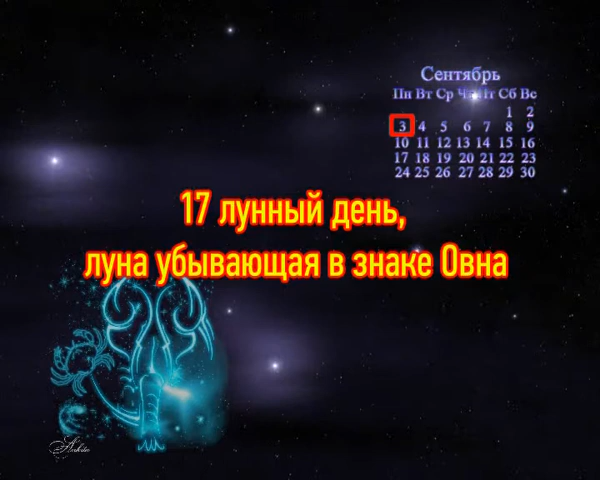 Сентябрь
Пн Вт Ср Чт Пт Сб Вс
1 2
3 4 5 6 7 8 9
10 11 12 13 14 15 16
17 18 19 20 21 22 23
24 25 26 27 28 29 30
17 лунный день,
луна убывающая в знаке Овна